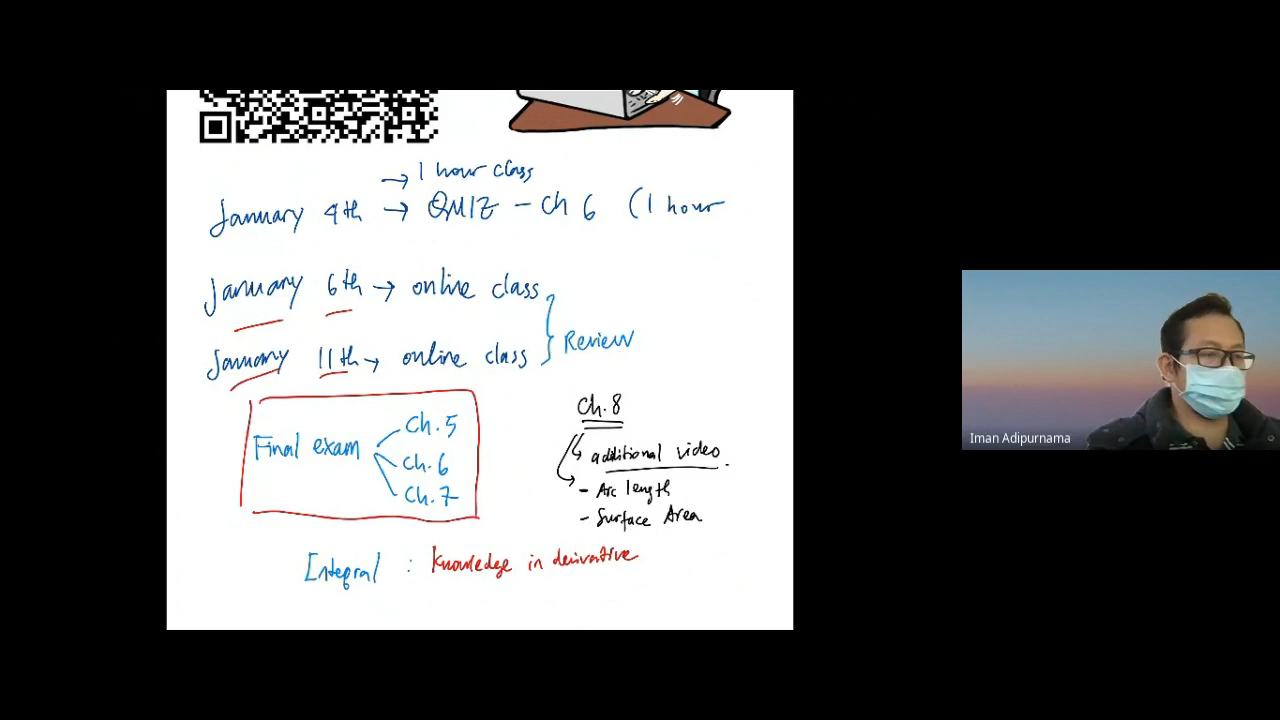 → 1 hour class
January 4th → QUIZ - Ch 6 (1 hour
January 6th → online class
Review
January 11th → online class
Final exam
Ch.5
Ch.6
Ch.7
Ch.8
additional video.
- Arc length
- Surface Area
Integral : knowledge in derivative
Iman Adipurnama